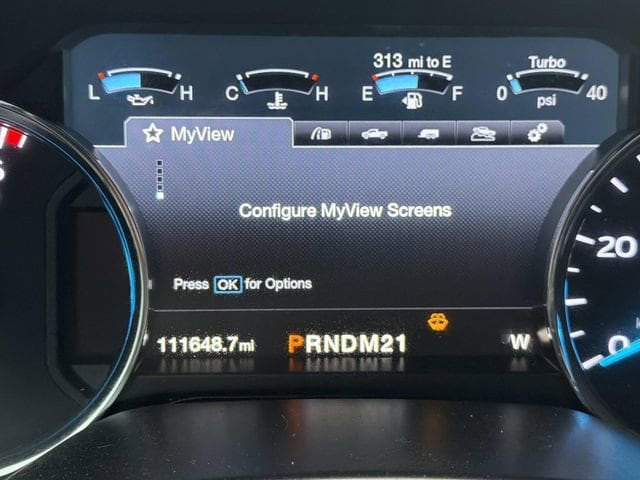 313 mi to E
Turbo
L H
C H
E F
0 40
psi
MyView
Configure MyView Screens
Press OK for Options
20
0
111648.7mi
PRNDM21
W